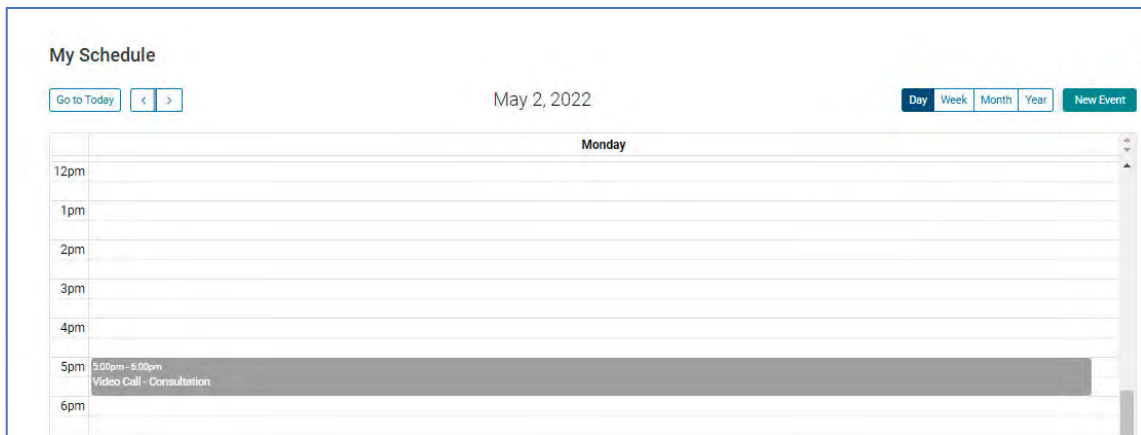 My Schedule
Go to Today < > May 2, 2022 Day Week Month Year New Event
Monday
12pm
1pm
2pm
3pm
4pm
5pm 5:00pm - 6:00pm
Video Call - Consultation
6pm